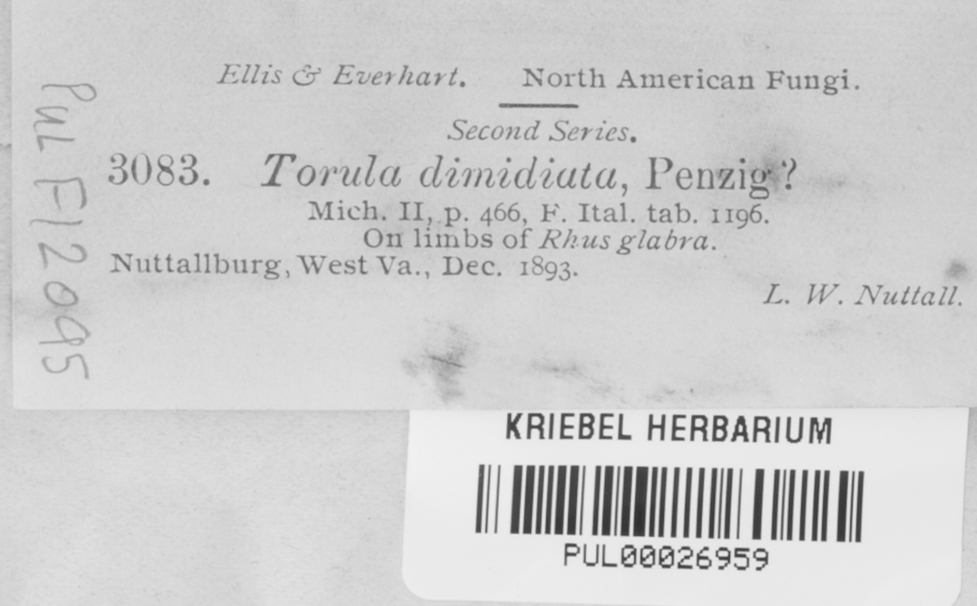 Ellis & Everhart. North American Fungi.
Second Series.
3083. Torula dimidiata, Penzig ?
Mich. II, p. 466, F. Ital. tab. 1196.
On limbs of Rhus glabra.
Nuttallburg, West Va., Dec. 1893.
L. W. Nuttall.
PUL F12095
KRIEBEL HERBARIUM
PUL00026959